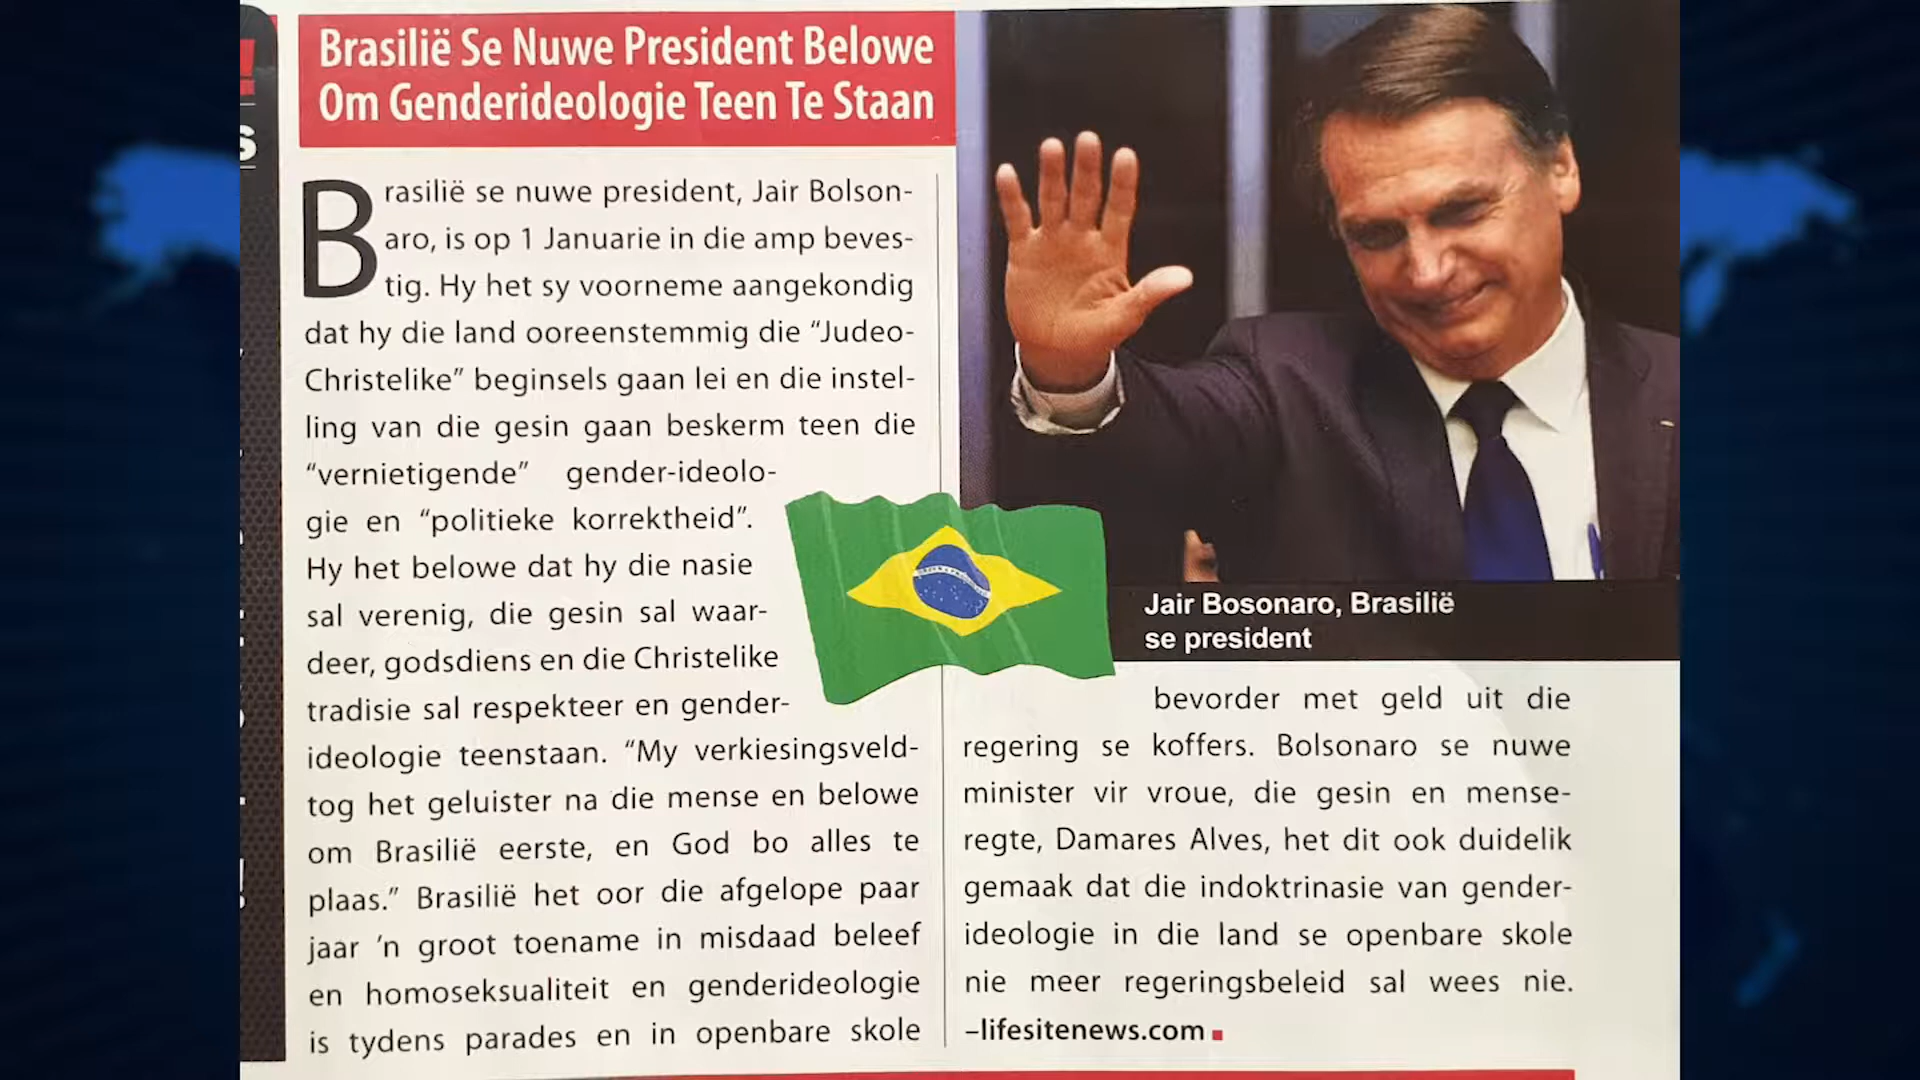 Brasilië Se Nuwe President Belowe
Om Genderideologie Teen Te Staan
Brasilië se nuwe president, Jair Bolson-
aro, is op 1 Januarie in die amp beves-
tig. Hy het sy voorneme aangekondig
dat hy die land ooreenstemmig die “Judeo-
Christelike” beginsels gaan lei en die instel-
ling van die gesin gaan beskerm teen die
“vernietigende” gender-ideolo-
gie en “politieke korrektheid”.
Hy het belowe dat hy die nasie
sal verenig, die gesin sal waar-
deer, godsdiens en die Christelike
tradisie sal respekteer en gender-
ideologie teenstaan. “My verkiesingsveld-
tog het geluister na die mense en belowe
om Brasilië eerste, en God bo alles te
plaas.” Brasilië het oor die afgelope paar
jaar ’n groot toename in misdaad beleef
en homoseksualiteit en genderideologie
is tydens parades en in openbare skole
Jair Bosonaro, Brasilië
se president
bevorder met geld uit die
regering se koffers. Bolsonaro se nuwe
minister vir vroue, die gesin en mense-
regte, Damares Alves, het dit ook duidelik
gemaak dat die indoktrinasie van gender-
ideologie in die land se openbare skole
nie meer regeringsbeleid sal wees nie.
–lifesitenews.com